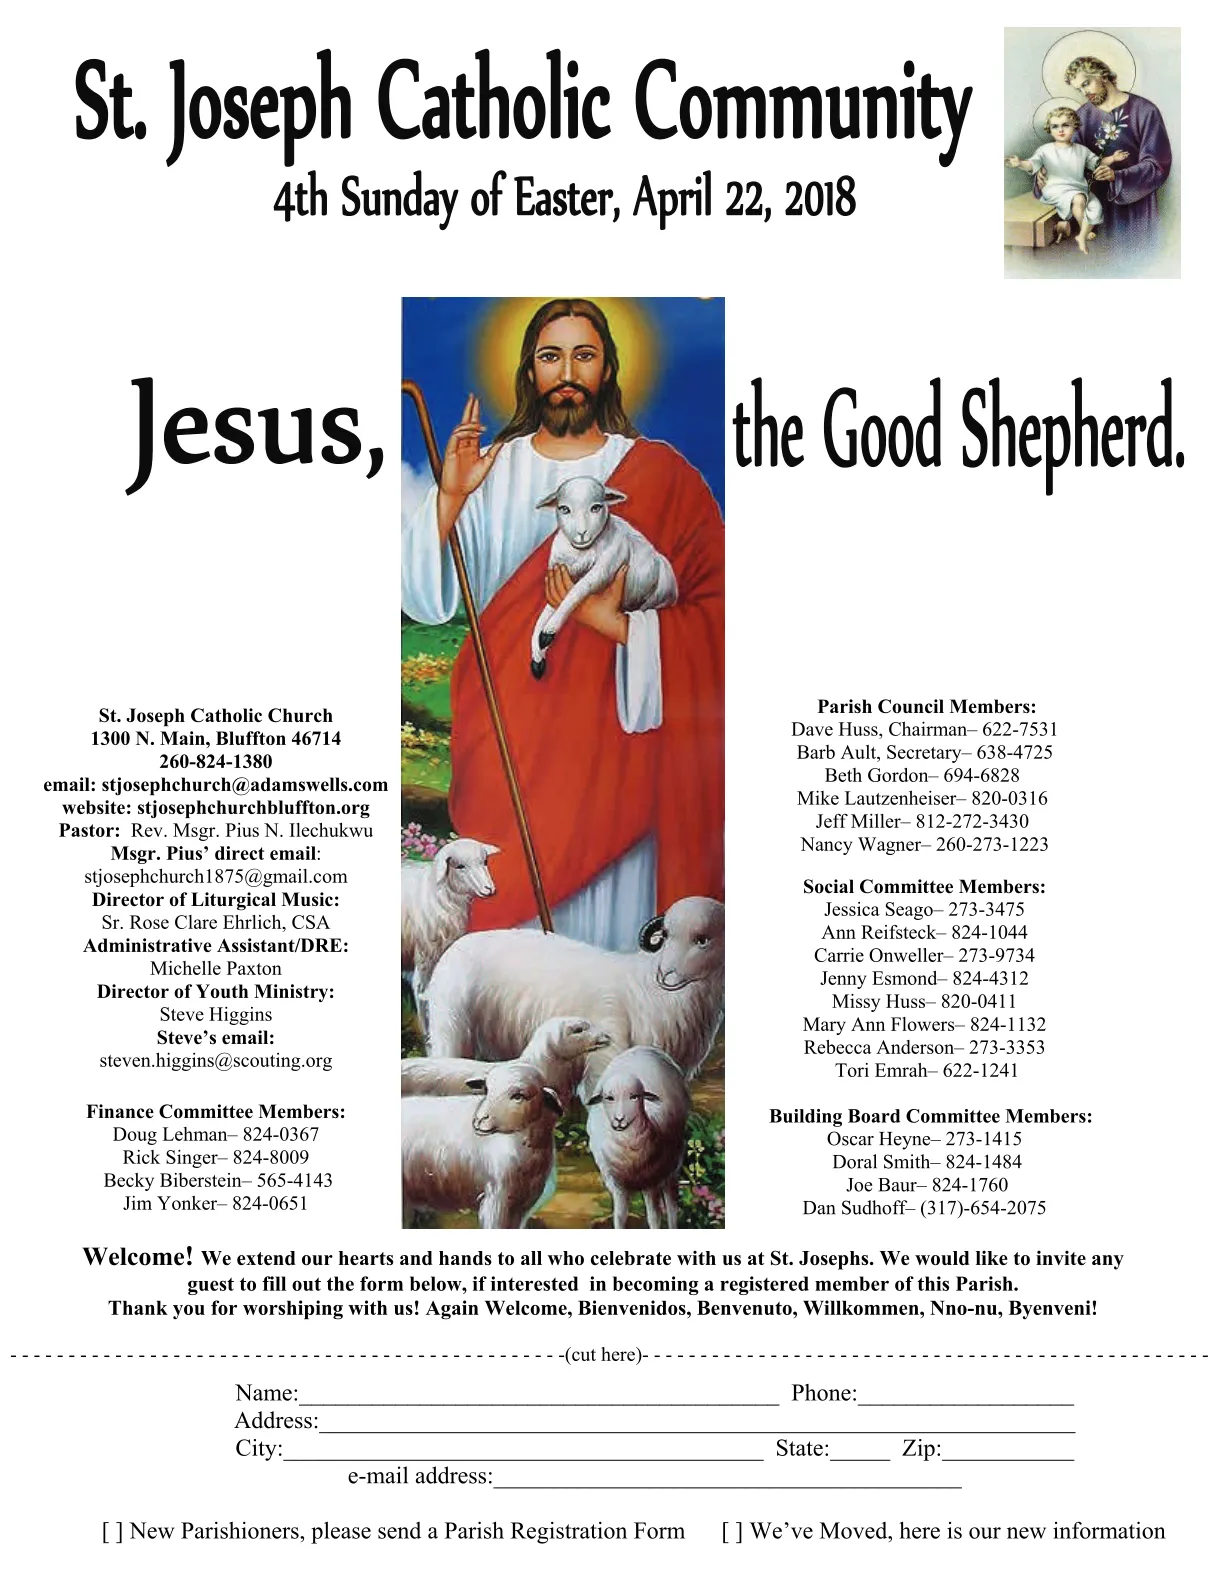 St. Joseph Catholic Community
4th Sunday of Easter, April 22, 2018
Jesus,
the Good Shepherd.
St. Joseph Catholic Church
1300 N. Main, Bluffton 46714
260-824-1380
email: stjosephchurch@adamswells.com
website: stjosephchurchbluffton.org
Pastor:  Rev. Msgr. Pius N. Ilechukwu
Msgr. Pius’ direct email:
stjosephchurch1875@gmail.com
Director of Liturgical Music:
Sr. Rose Clare Ehrlich, CSA
Administrative Assistant/DRE:
Michelle Paxton
Director of Youth Ministry:
Steve Higgins
Steve’s email:
steven.higgins@scouting.org
Finance Committee Members:
Doug Lehman– 824-0367
Rick Singer– 824-8009
Becky Biberstein– 565-4143
Jim Yonker– 824-0651
Parish Council Members:
Dave Huss, Chairman– 622-7531
Barb Ault, Secretary– 638-4725
Beth Gordon– 694-6828
Mike Lautzenheiser– 820-0316
Jeff Miller– 812-272-3430
Nancy Wagner– 260-273-1223
Social Committee Members:
Jessica Seago– 273-3475
Ann Reifsteck– 824-1044
Carrie Onweller– 273-9734
Jenny Esmond– 824-4312
Missy Huss– 820-0411
Mary Ann Flowers– 824-1132
Rebecca Anderson– 273-3353
Tori Emrah– 622-1241
Building Board Committee Members:
Oscar Heyne– 273-1415
Doral Smith– 824-1484
Joe Baur– 824-1760
Dan Sudhoff– (317)-654-2075
Welcome! We extend our hearts and hands to all who celebrate with us at St. Josephs. We would like to invite any
guest to fill out the form below, if interested  in becoming a registered member of this Parish.
Thank you for worshiping with us! Again Welcome, Bienvenidos, Benvenuto, Willkommen, Nno-nu, Byenveni!
- - - - - - - - - - - - - - - - - - - - - - - - - - - - - - - - - - - - - - - - - - - - - - -(cut here)- - - - - - - - - - - - - - - - - - - - - - - - - - - - - - - - - - - - - - - - - - - - - - - -
Name:________________________________________ Phone:__________________
Address:_______________________________________________________________
City:________________________________________ State:_____ Zip:___________
e-mail address:_______________________________________
[ ] New Parishioners, please send a Parish Registration Form [ ] We’ve Moved, here is our new information